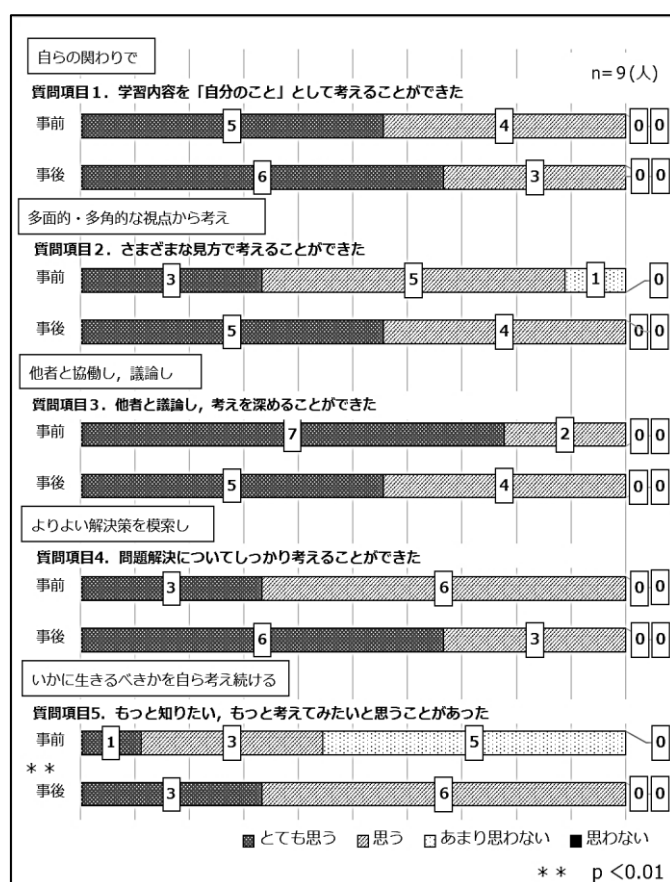 自らの関わりで
n=9(人)
質問項目1．学習内容を「自分のこと」として考えることができた
事前 5 4 0 0
事後 6 3 0 0
多面的・多角的な視点から考え
質問項目2．さまざまな見方で考えることができた
事前 3 5 1 0
事後 5 4 0 0
他者と協働し，議論し
質問項目3．他者と議論し，考えを深めることができた
事前 7 2 0 0
事後 5 4 0 0
よりよい解決策を模索し
質問項目4．問題解決についてしっかり考えることができた
事前 3 6 0 0
事後 6 3 0 0
いかに生きるべきかを自ら考え続ける
質問項目5．もっと知りたい，もっと考えてみたいと思うことがあった
事前 1 3 5 0
＊＊
事後 3 6 0 0
とても思う 思う あまり思わない 思わない
＊＊ p <0.01